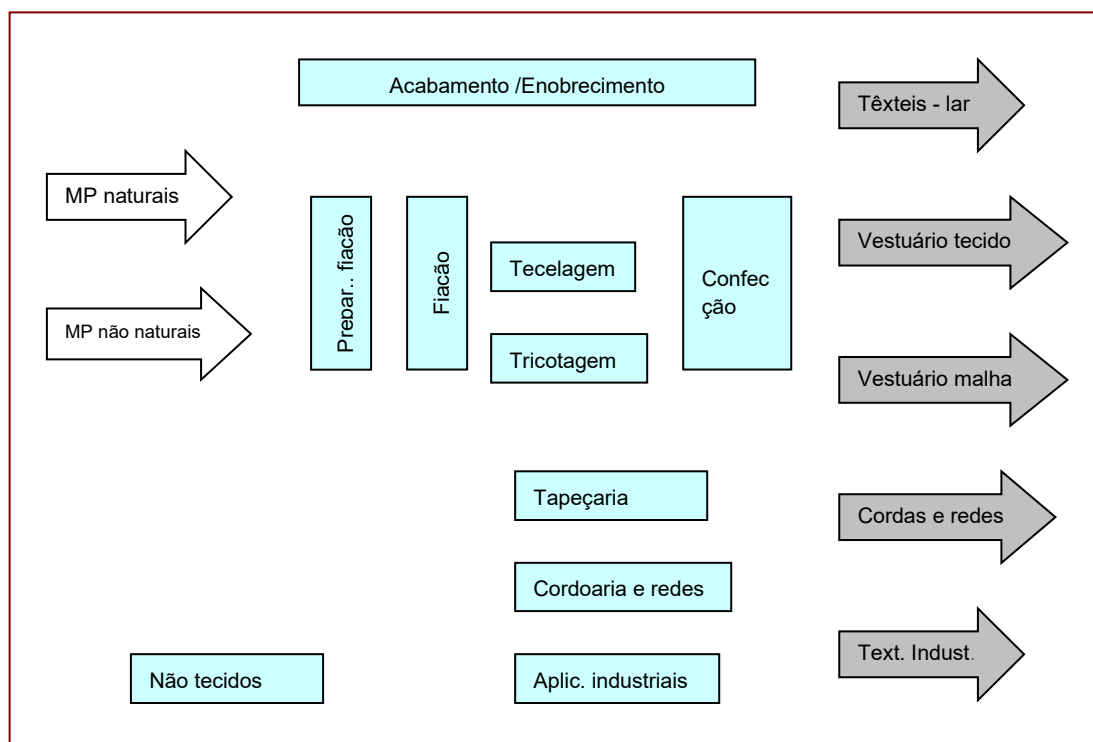 Acabamento /Enobrecimento
Têxteis - lar
MP naturais
MP não naturais
Prepar.. fiacão
Fiacão
Tecelagem
Tricotagem
Confec
ção
Vestuário tecido
Vestuário malha
Tapeçaria
Cordas e redes
Cordoaria e redes
Não tecidos
Aplic. industriais
Text. Indust.